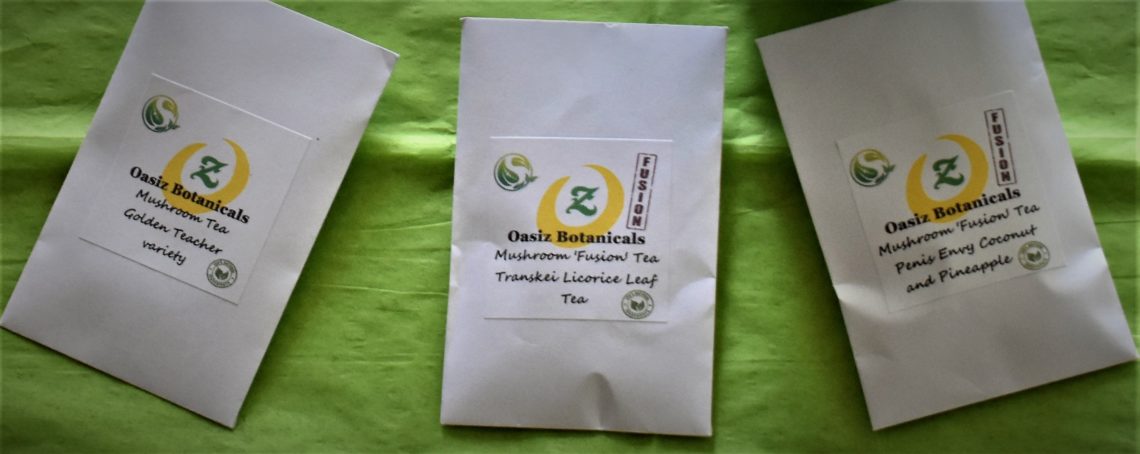 Z
Oasiz Botanicals
Mushroom Tea
Golden Teacher
variety
FUSION
Z
Oasiz Botanicals
Mushroom 'Fusion' Tea
Transkei Licorice Leaf
Tea
FUSION
Z
Oasiz Botanicals
Mushroom 'Fusion' Tea
Penis Envy Coconut
and Pineapple